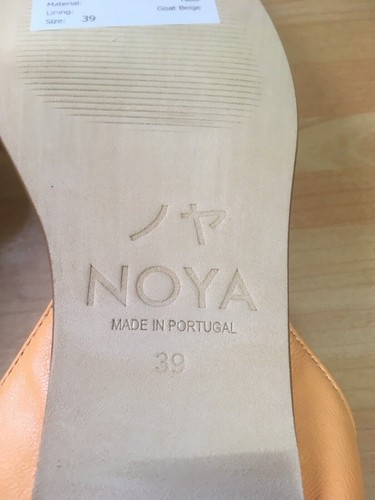 Material:
Lining: Goat Beige
Size: 39
ノヤ
NOYA
MADE IN PORTUGAL
39